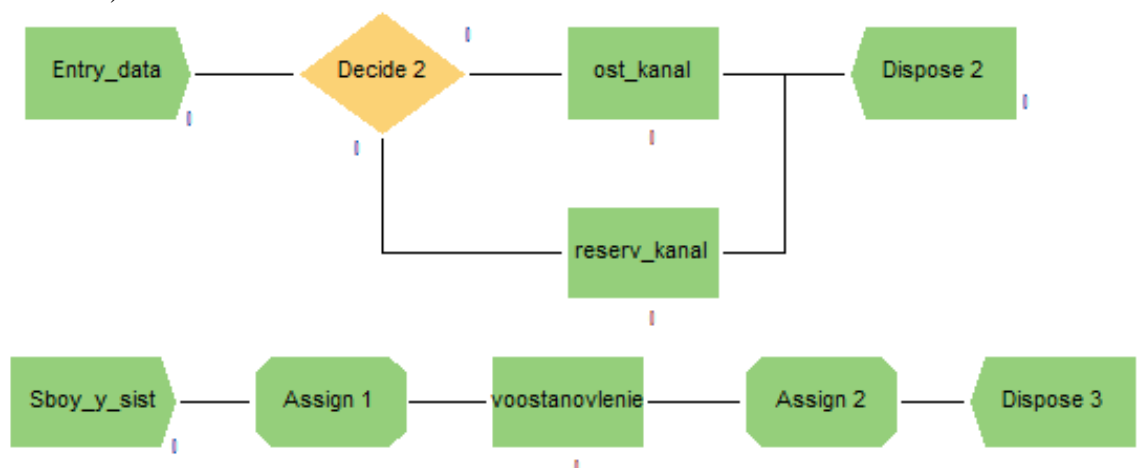 Entry_data
Decide 2
ost_kanal
Dispose 2
reserv_kanal
Sboy_y_sist
Assign 1
voostanovlenie
Assign 2
Dispose 3